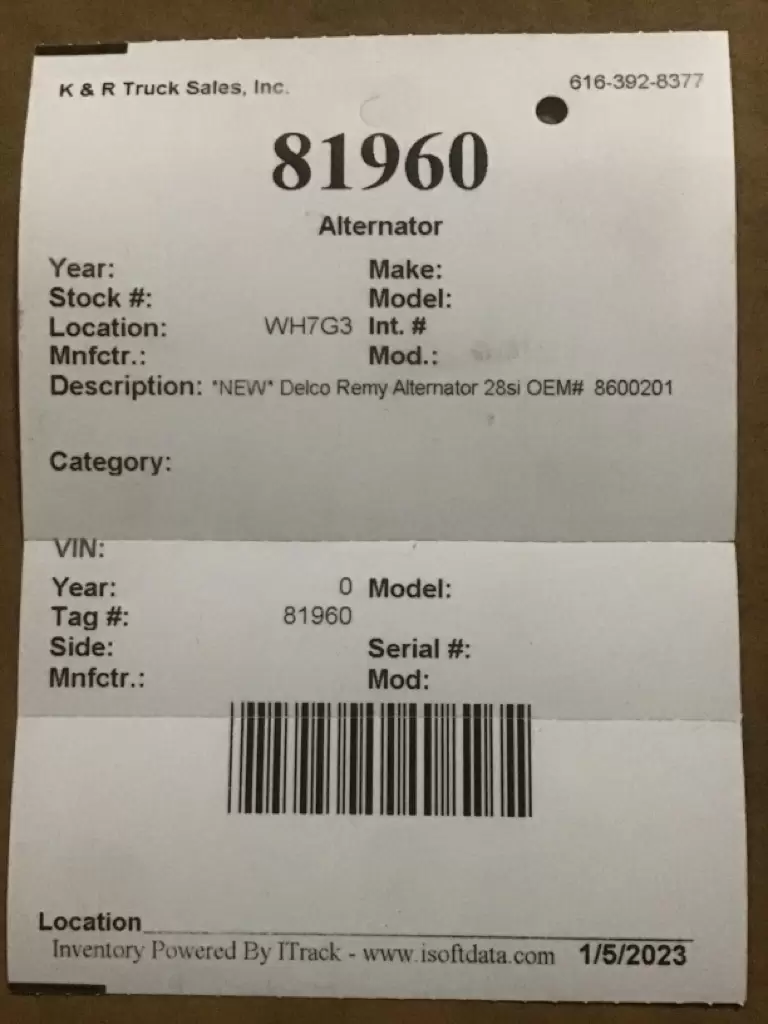 K & R Truck Sales, Inc. 616-392-8377
81960
Alternator
Year: Make:
Stock #: Model:
Location: WH7G3 Int. #
Mnfctr.: Mod.:
Description: *NEW* Delco Remy Alternator 28si OEM# 8600201
Category:
VIN:
Year: 0 Model:
Tag #: 81960
Side: Serial #:
Mnfctr.: Mod:
Location
Inventory Powered By ITrack - www.isoftdata.com 1/5/2023